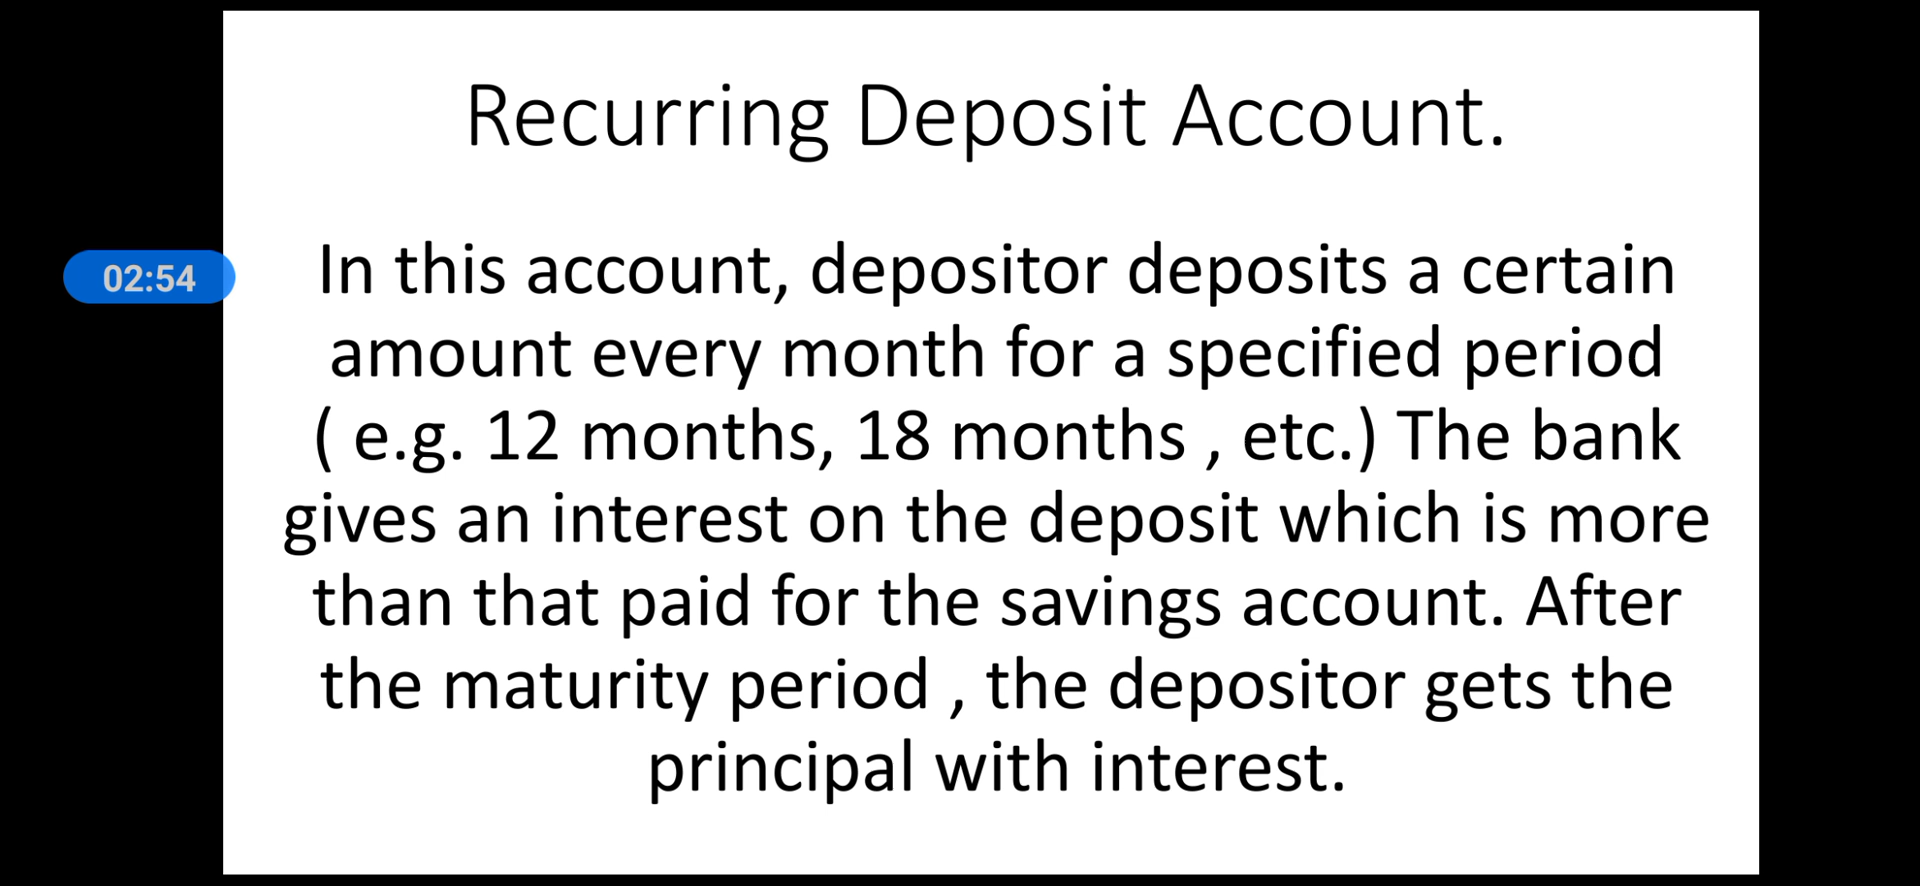 Recurring Deposit Account.
02:54
In this account, depositor deposits a certain
amount every month for a specified period
( e.g. 12 months, 18 months , etc.) The bank
gives an interest on the deposit which is more
than that paid for the savings account. After
the maturity period , the depositor gets the
principal with interest.